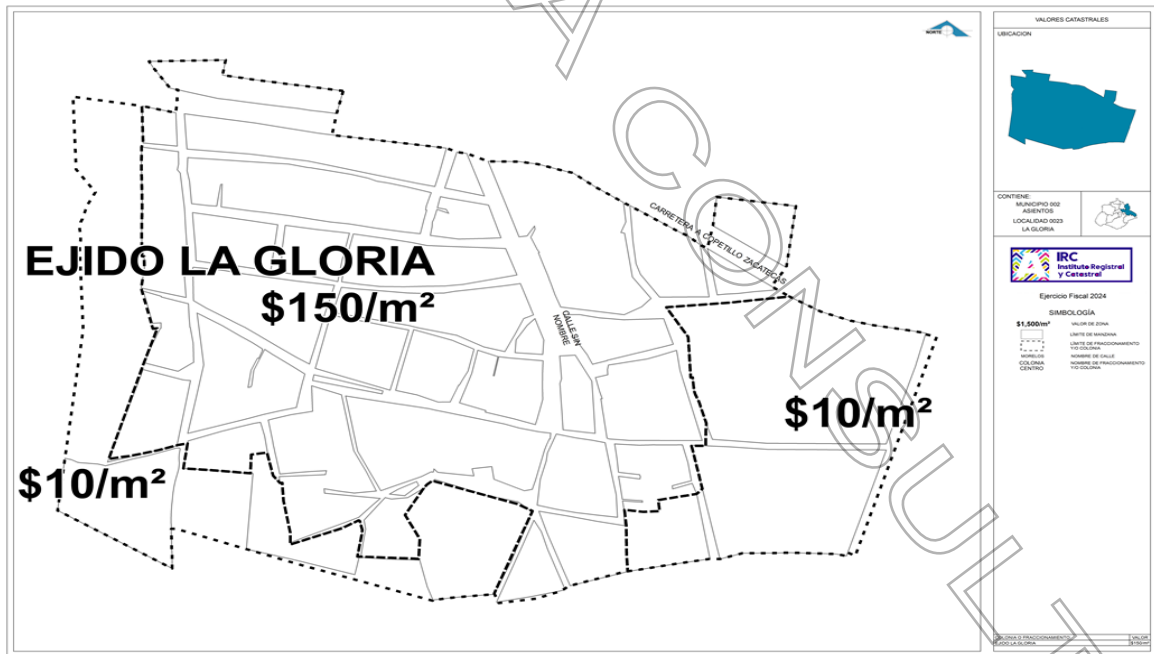 NORTE
EJIDO LA GLORIA
$150/m²
CARRETERA A COPETILLO ZACATECAS
CALLE SIN
NOMBRE
$10/m²
$10/m²
A CONSULT
VALORES CATASTRALES
UBICACION
CONTIENE:
MUNICIPIO 002
ASIENTOS
LOCALIDAD 0023
LA GLORIA
IRC
Instituto Registral
y Catastral
Ejercicio Fiscal 2024
SIMBOLOGÍA
$1,500/m² VALOR DE ZONA
LÍMITE DE MANZANA
LÍMITE DE FRACCIONAMIENTO
Y/O COLONIA
MORELOS NOMBRE DE CALLE
COLONIA
CENTRO
NOMBRE DE FRACCIONAMIENTO
Y/O COLONIA
COLONIA O FRACCIONAMIENTO VALOR
EJIDO LA GLORIA $150/m²